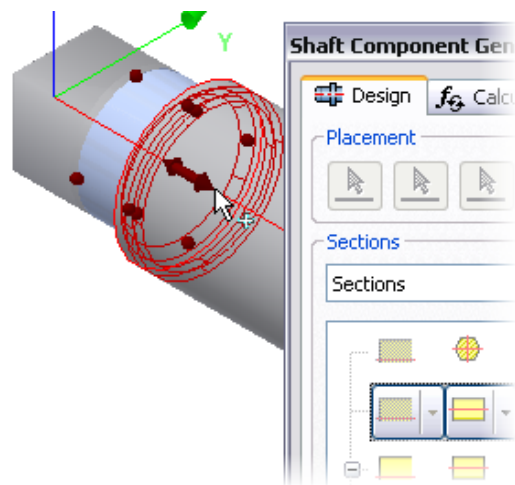 Y
Shaft Component Gen
Design
Calc
Placement
Sections
Sections